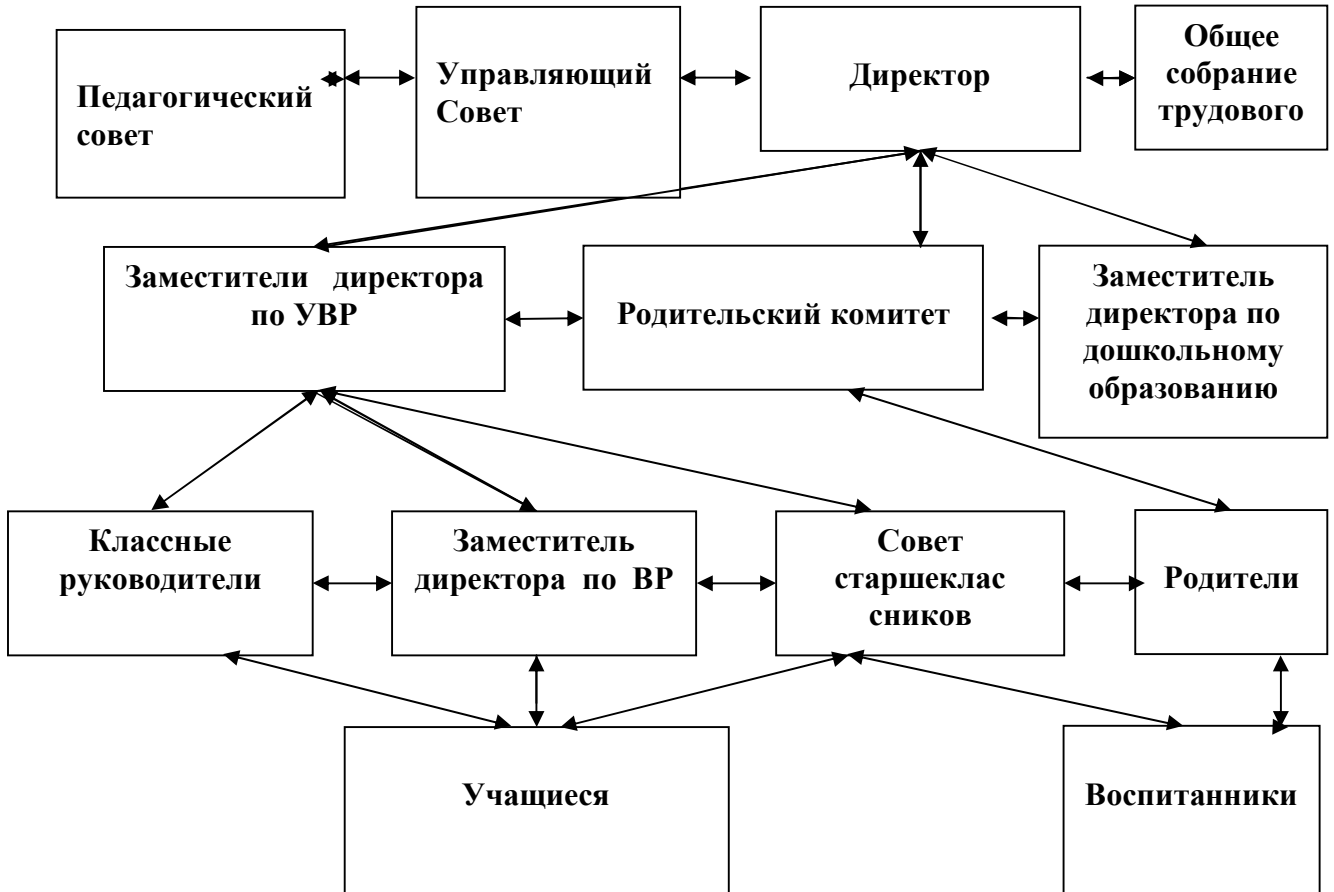 Педагогический
совет
Управляющий
Совет
Директор
Общее
собрание
трудового
Заместители директора
по УВР
Родительский комитет
Заместитель
директора по
дошкольному
образованию
Классные
руководители
Заместитель
директора по ВР
Совет
старшеклас
сников
Родители
Учащиеся
Воспитанники